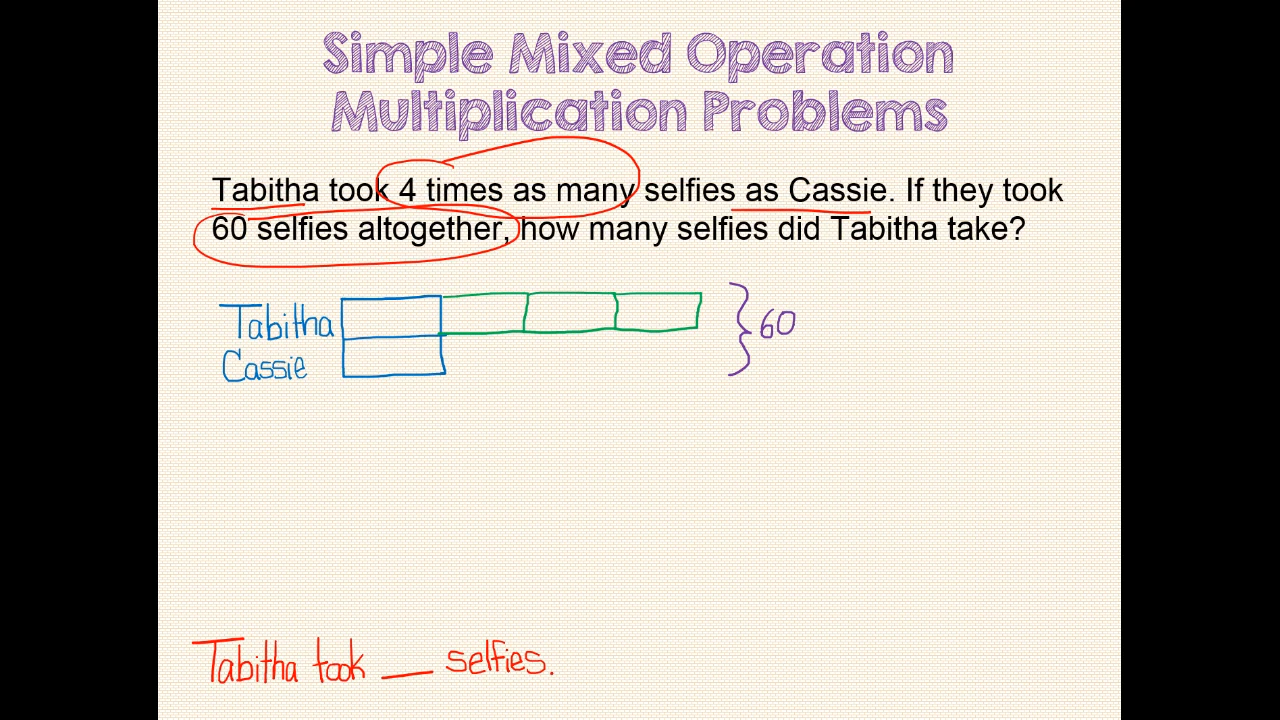 Simple Mixed Operation
Multiplication Problems
Tabitha took 4 times as many selfies as Cassie. If they took
60 selfies altogether, how many selfies did Tabitha take?
Tabitha
60
Cassie
Tabitha took __ selfies.